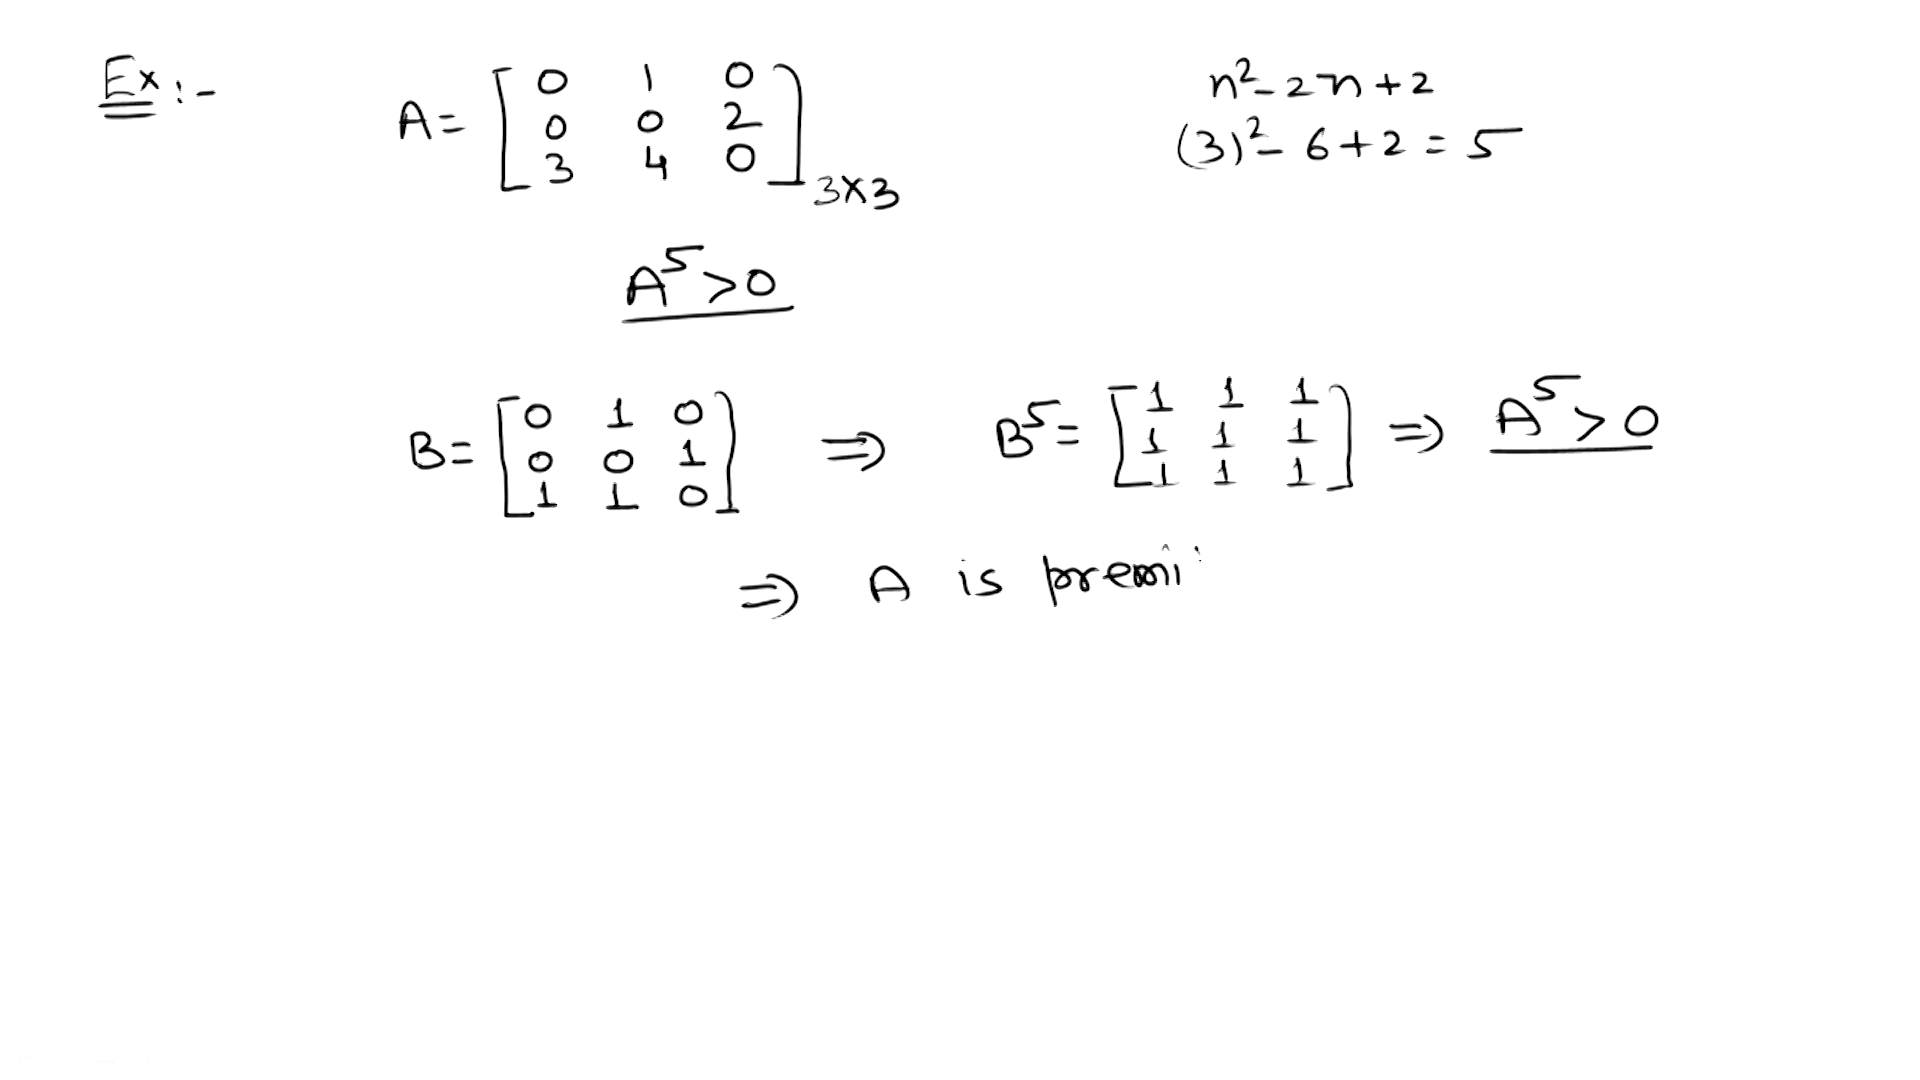 Ex:-
A = [0 1 0
0 0 2
3 4 0]3×3
n²-2n+2
(3)²-6+2=5
A⁵>0
B = [0 1 0
0 0 1
1 1 0] ⇒ B⁵ = [1 1 1
1 1 1
1 1 1] ⇒ A⁵>0
⇒ A is premi